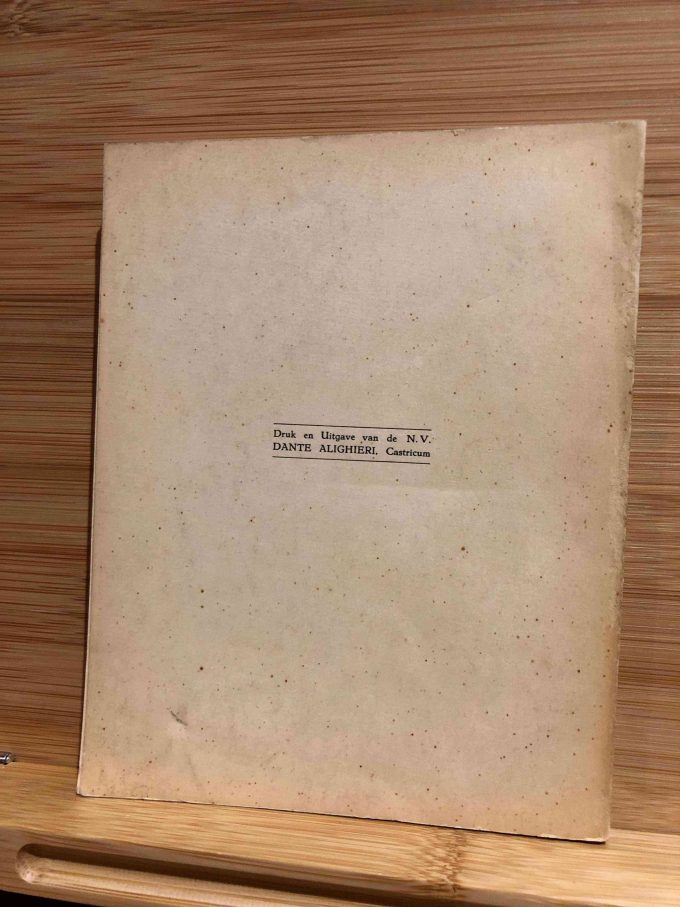 Druk en Uitgave van de N.V.
DANTE ALIGHIERI, Castricum